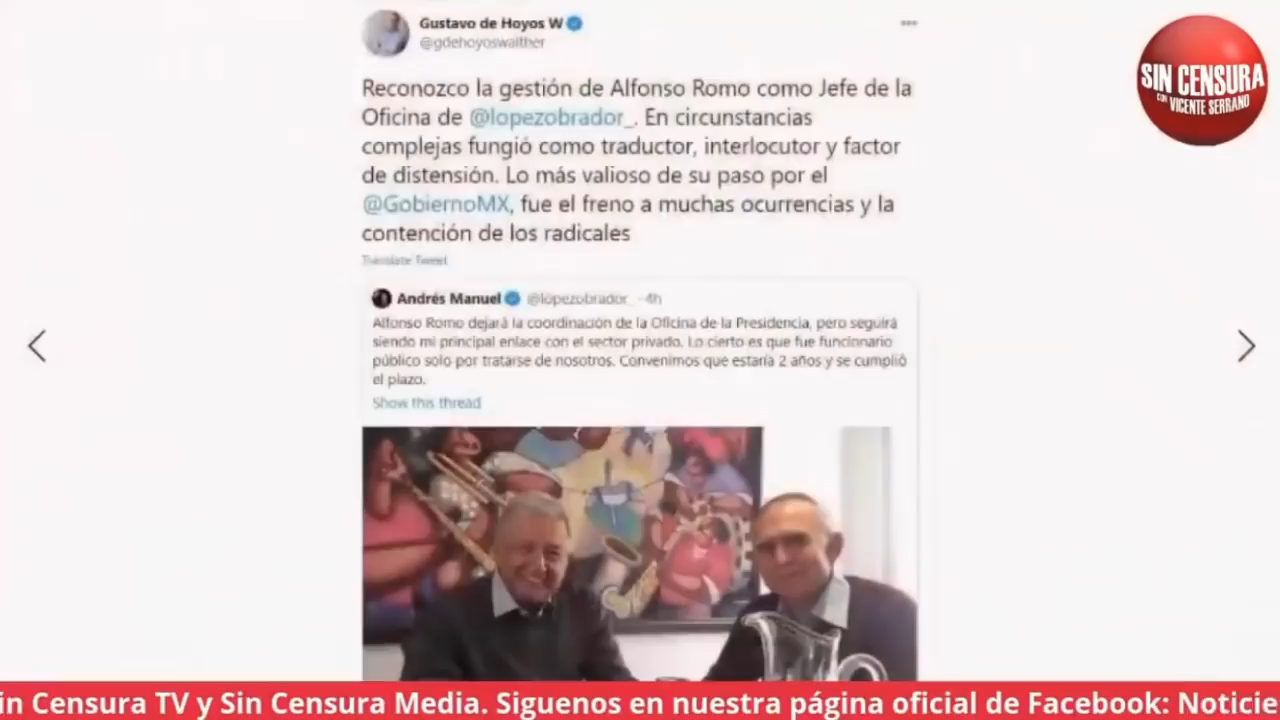 Gustavo de Hoyos W
@gdehoyoswalther
Reconozco la gestión de Alfonso Romo como Jefe de la
Oficina de @lopezobrador_. En circunstancias
complejas fungió como traductor, interlocutor y factor
de distensión. Lo más valioso de su paso por el
@GobiernoMX, fue el freno a muchas ocurrencias y la
contención de los radicales
Translate Tweet
Andrés Manuel @lopezobrador_ · 4h
Alfonso Romo dejará la coordinación de la Oficina de la Presidencia, pero seguirá
siendo mi principal enlace con el sector privado. Lo cierto es que fue funcionario
público solo por tratarse de nosotros. Convenimos que estaría 2 años y se cumplió
el plazo.
Show this thread
SIN CENSURA
CON VICENTE SERRANO
in Censura TV y Sin Censura Media. Siguenos en nuestra página oficial de Facebook: Noticie